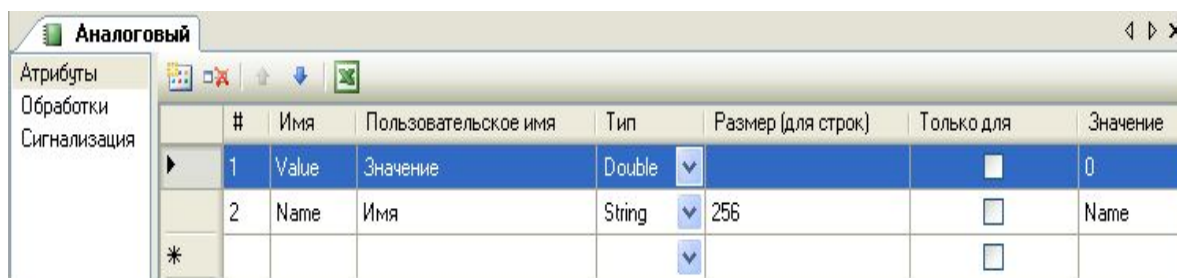 Аналоговый
Атрибуты
Обработки
Сигнализация
# Имя Пользовательское имя Тип Размер (для строк) Только для Значение
1 Value Значение Double 0
2 Name Имя String 256 Name
*